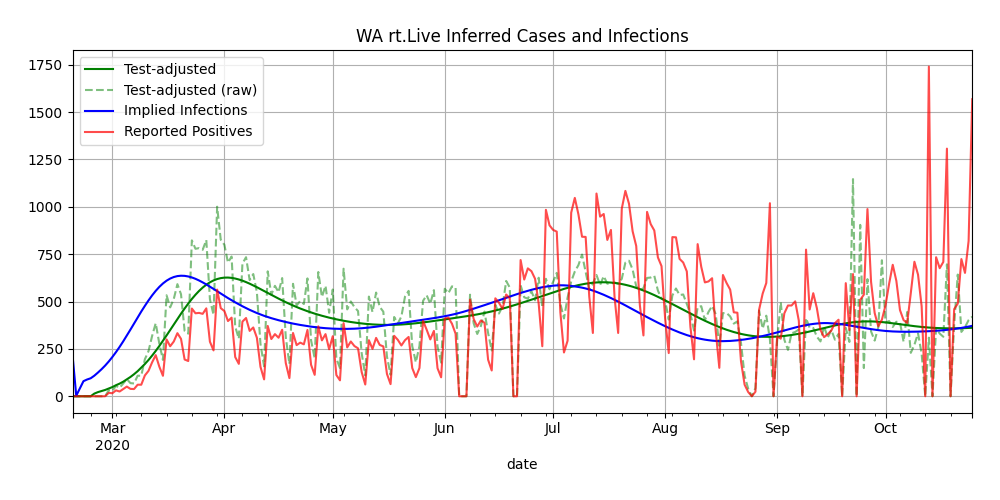 WA rt.Live Inferred Cases and Infections
Test-adjusted
Test-adjusted (raw)
Implied Infections
Reported Positives
1750
1500
1250
1000
750
500
250
0
Mar Apr May Jun Jul Aug Sep Oct
2020
date